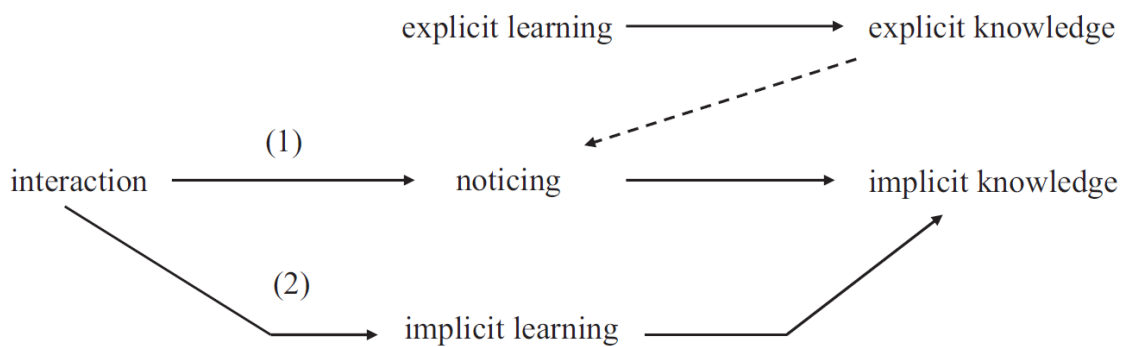 explicit learning explicit knowledge
(1)
interaction noticing implicit knowledge
(2)
implicit learning